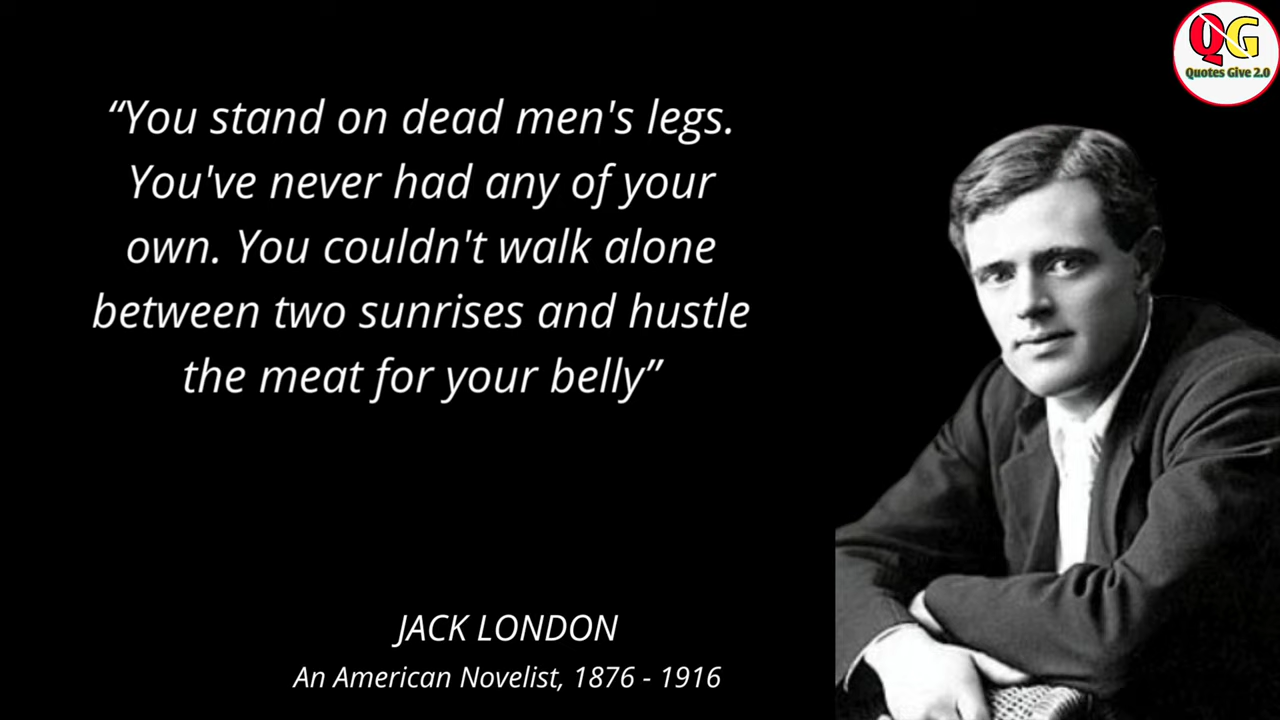 QG
Quotes Give 2.0
“You stand on dead men's legs.
You've never had any of your
own. You couldn't walk alone
between two sunrises and hustle
the meat for your belly”
JACK LONDON
An American Novelist, 1876 - 1916